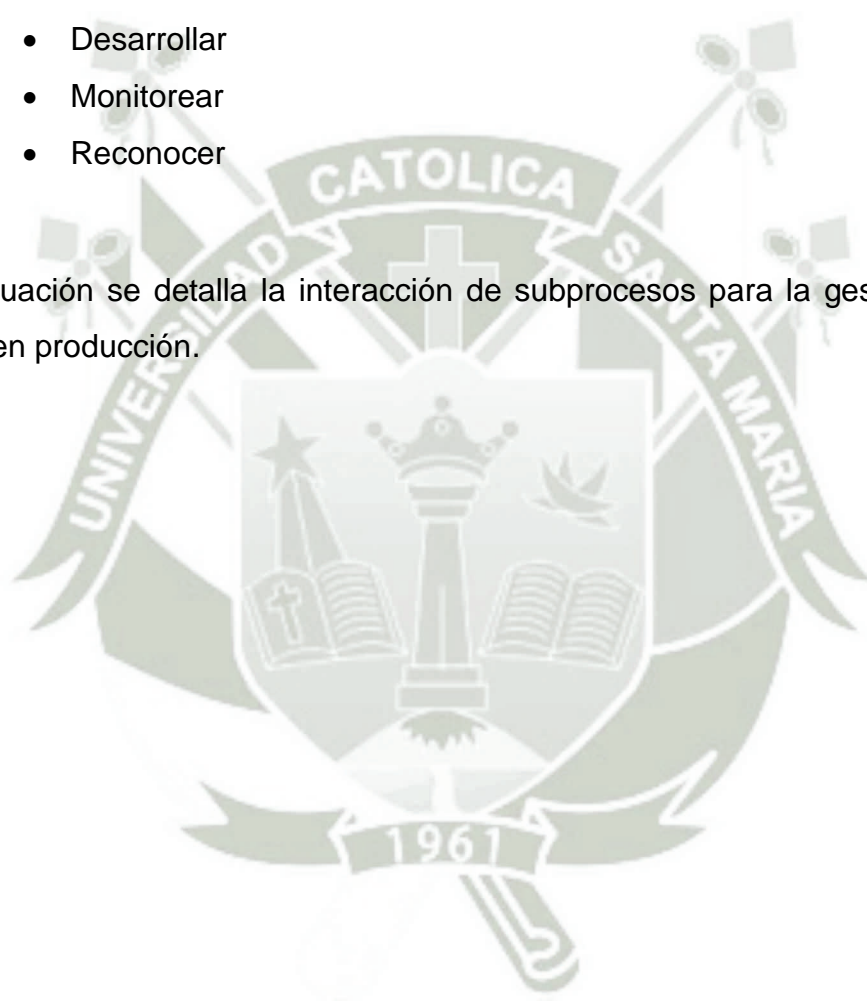 • Desarrollar
• Monitorear
• Reconocer
uación se detalla la interacción de subprocesos para la ges
en producción.
UNIVERSIDAD CATOLICA SANTA MARIA
1961